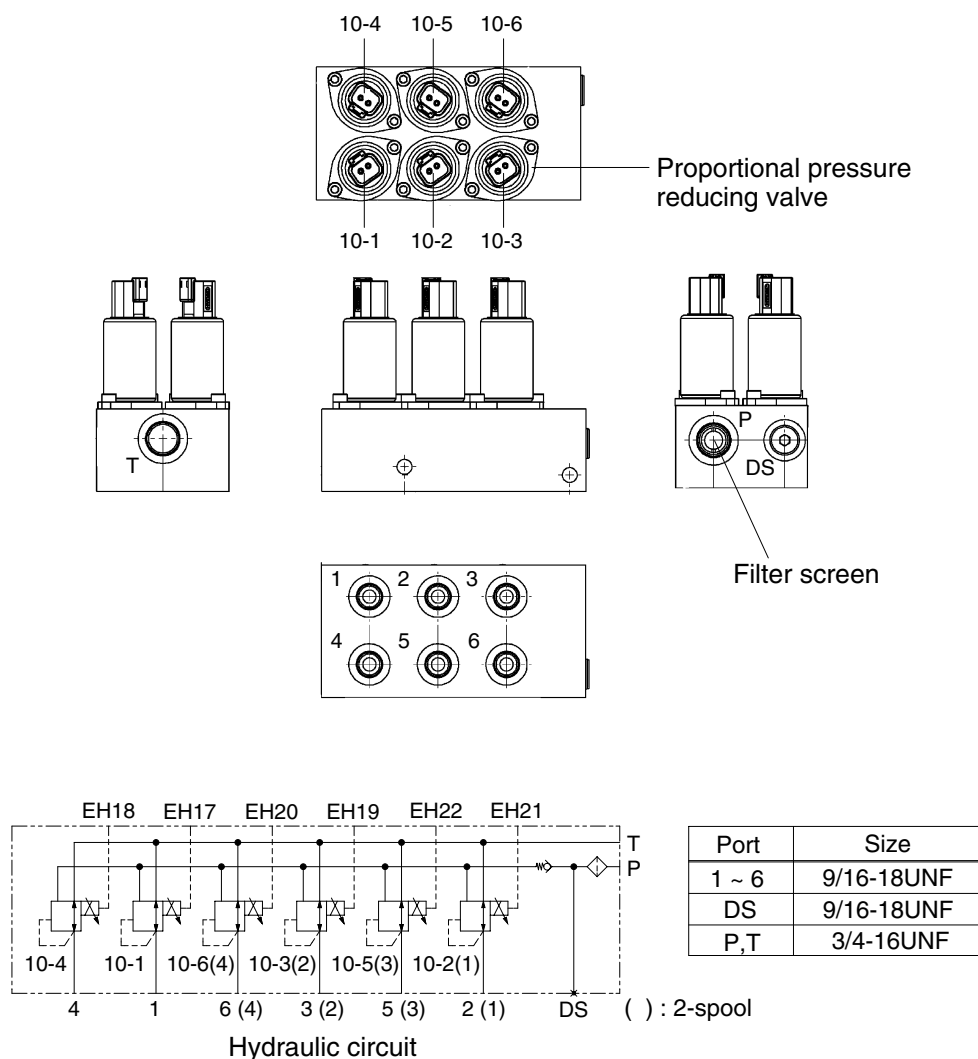 10-4 10-5 10-6
Proportional pressure
reducing valve
10-1 10-2 10-3
T
P
DS
Filter screen
1 2 3
4 5 6
EH18 EH17 EH20 EH19 EH22 EH21
T
P
10-4 10-1 10-6(4) 10-3(2) 10-5(3) 10-2(1)
4 1 6 (4) 3 (2) 5 (3) 2 (1) DS ( ) : 2-spool
Hydraulic circuit
Port Size
1 ~ 6 9/16-18UNF
DS 9/16-18UNF
P,T 3/4-16UNF